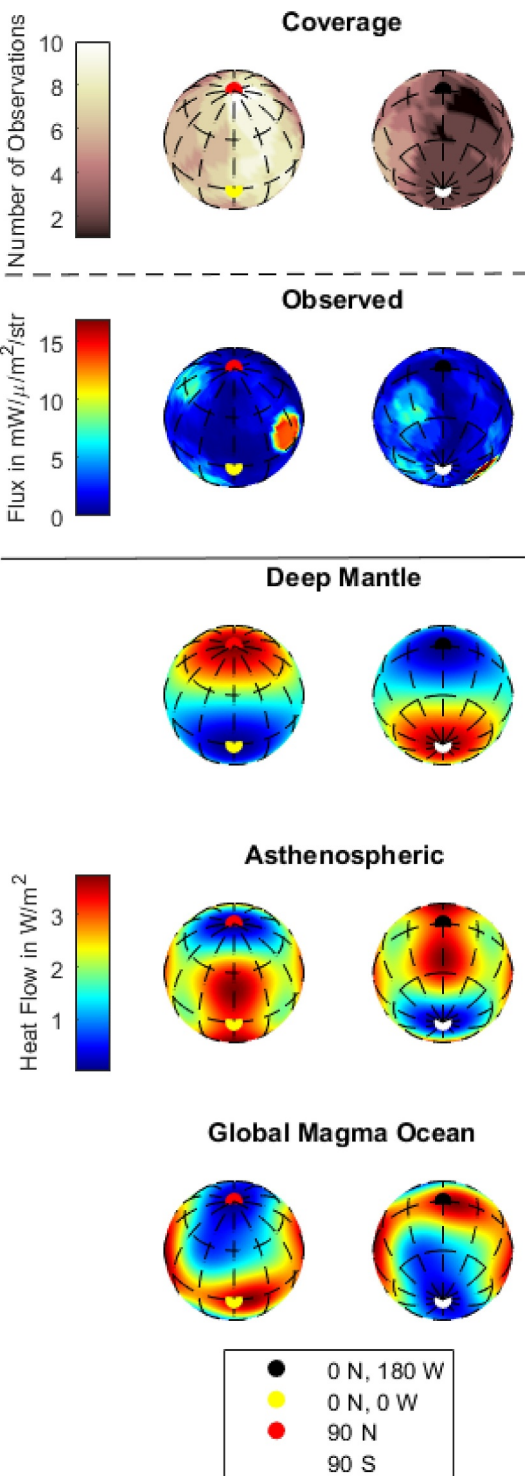 Coverage
Number of Observations
10
8
6
4
2
Observed
Flux in mW/μ/m²/str
15
10
5
0
Deep Mantle
Asthenospheric
Heat Flow in W/m²
3
2
1
Global Magma Ocean
0 N, 180 W
0 N, 0 W
90 N
90 S